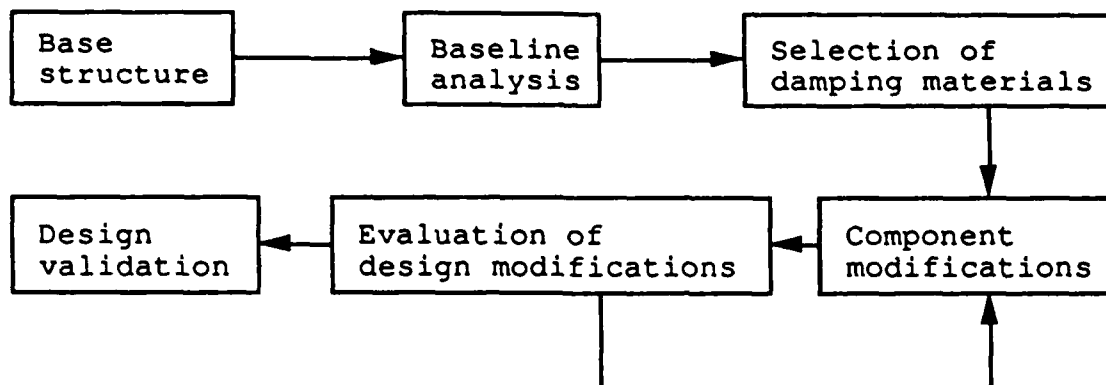 Base
structure
Baseline
analysis
Selection of
damping materials
Design
validation
Evaluation of
design modifications
Component
modifications